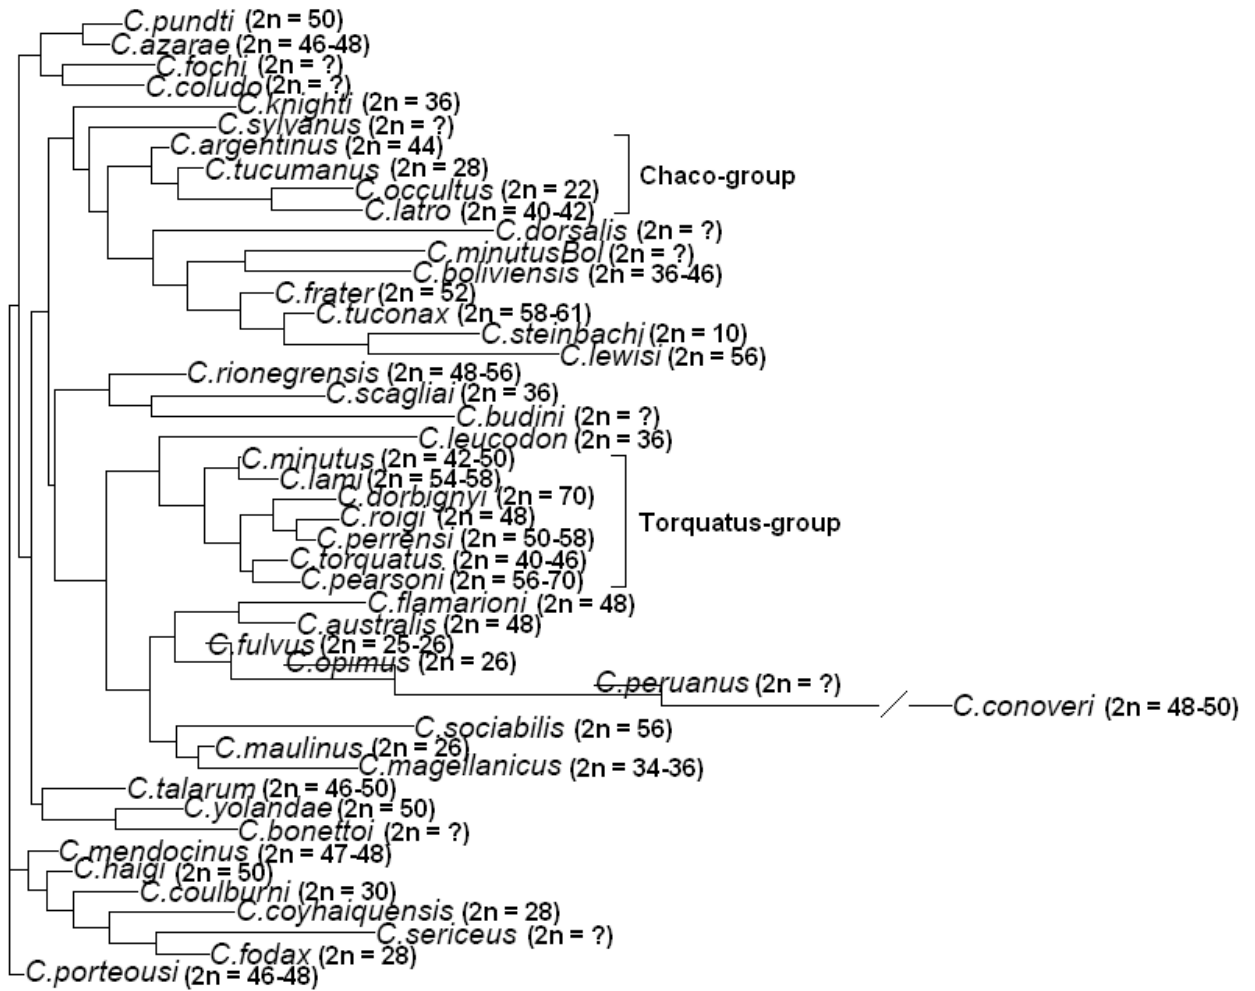 C.pundti (2n = 50)
C.azarae (2n = 46-48)
C.fochi (2n = ?)
C.coludo (2n = ?)
C.knighti (2n = 36)
C.sylvanus (2n = ?)
C.argentinus (2n = 44)
C.tucumanus (2n = 28)
Chaco-group
C.occultus (2n = 22)
C.latro (2n = 40-42)
C.dorsalis (2n = ?)
C.minutusBol (2n = ?)
C.boliviensis (2n = 36-46)
C.frater (2n = 52)
C.tuconax (2n = 58-61)
C.steinbachi (2n = 10)
C.lewisi (2n = 56)
C.rionegrensis (2n = 48-56)
C.scagliai (2n = 36)
C.budini (2n = ?)
C.leucodon (2n = 36)
C.minutus (2n = 42-50)
C.lami (2n = 54-58)
C.dorbignyi (2n = 70)
C.roigi (2n = 48)
Torquatus-group
C.perrensi (2n = 50-58)
C.torquatus (2n = 40-46)
C.pearsoni (2n = 56-70)
C.flamarioni (2n = 48)
C.australis (2n = 48)
C.fulvus (2n = 25-26)
C.opimus (2n = 26)
C.peruanus (2n = ?)
C.conoveri (2n = 48-50)
C.sociabilis (2n = 56)
C.maulinus (2n = 26)
C.magellanicus (2n = 34-36)
C.talarum (2n = 46-50)
C.yolandae (2n = 50)
C.bonettoi (2n = ?)
C.mendocinus (2n = 47-48)
C.haigi (2n = 50)
C.coulburni (2n = 30)
C.coyhaiquensis (2n = 28)
C.sericeus (2n = ?)
C.fodax (2n = 28)
C.porteousi (2n = 46-48)